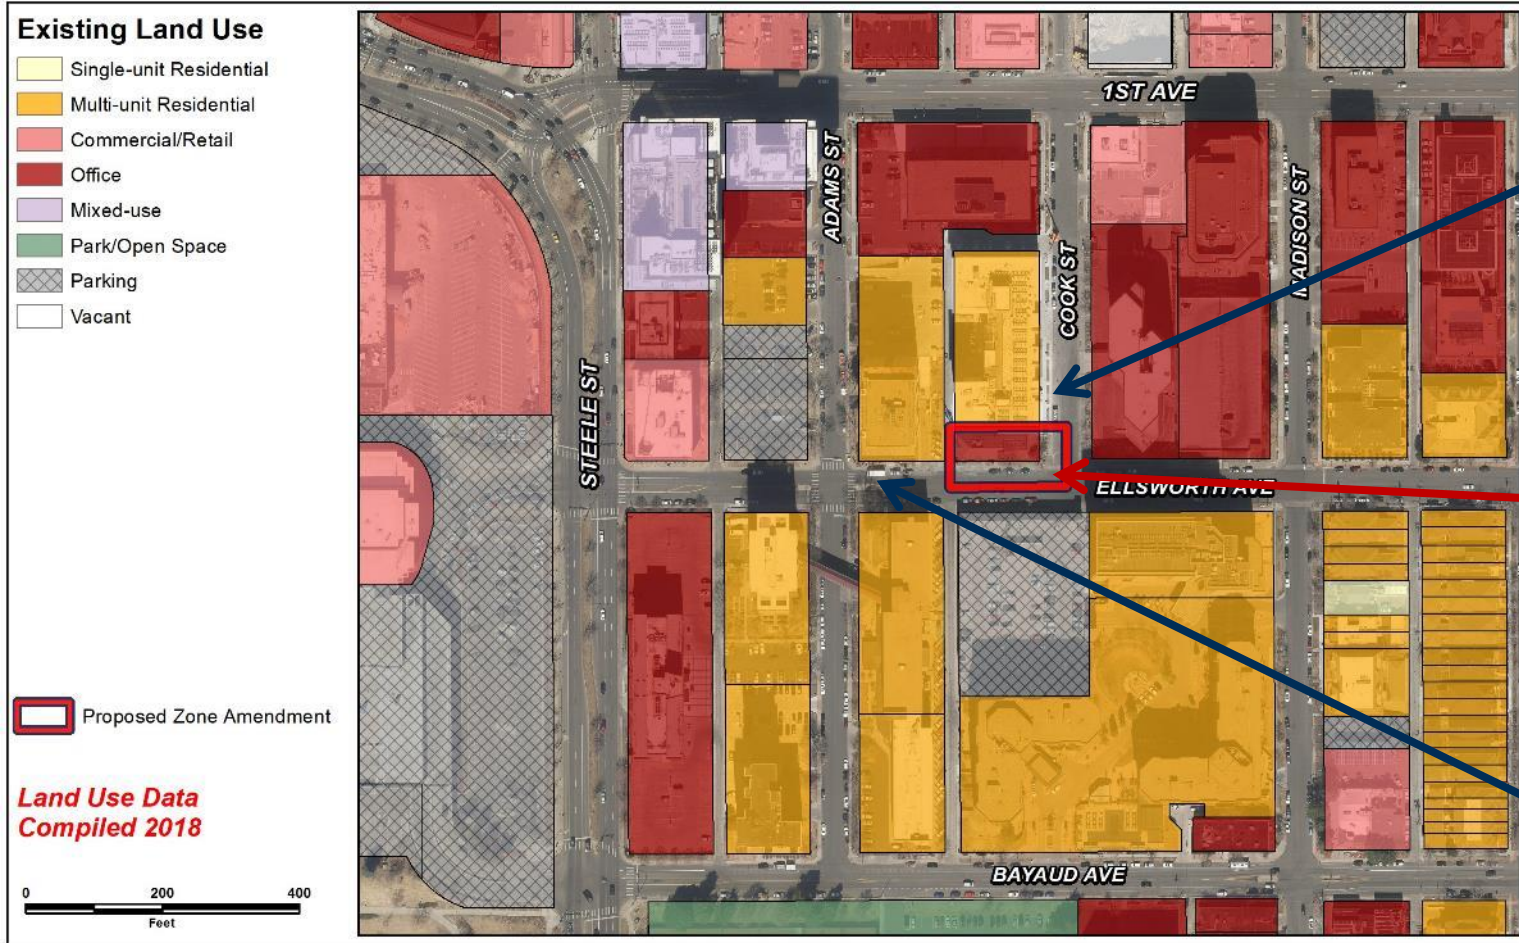 Existing Land Use
Single-unit Residential
Multi-unit Residential
Commercial/Retail
Office
Mixed-use
Park/Open Space
Parking
Vacant
Proposed Zone Amendment
Land Use Data
Compiled 2018
0 200 400
Feet
1ST AVE
ADAMS ST
MADISON ST
COOK ST
STEELE ST
ELLSWORTH AVE
BAYAUD AVE